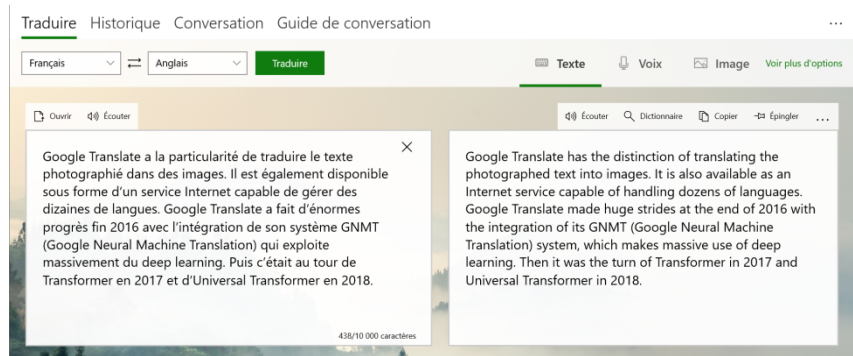 Traduire Historique Conversation Guide de conversation ...
Français Anglais Traduire Texte Voix Image Voir plus d'options
Ouvrir Écouter
Écouter Dictionnaire Copier Épingler ...
Google Translate a la particularité de traduire le texte
photographié dans des images. Il est également disponible
sous forme d'un service Internet capable de gérer des
dizaines de langues. Google Translate a fait d'énormes
progrès fin 2016 avec l'intégration de son système GNMT
(Google Neural Machine Translation) qui exploite
massivement du deep learning. Puis c'était au tour de
Transformer en 2017 et d'Universal Transformer en 2018.
438/10 000 caractères
Google Translate has the distinction of translating the
photographed text into images. It is also available as an
Internet service capable of handling dozens of languages.
Google Translate made huge strides at the end of 2016 with
the integration of its GNMT (Google Neural Machine
Translation) system, which makes massive use of deep
learning. Then it was the turn of Transformer in 2017 and
Universal Transformer in 2018.